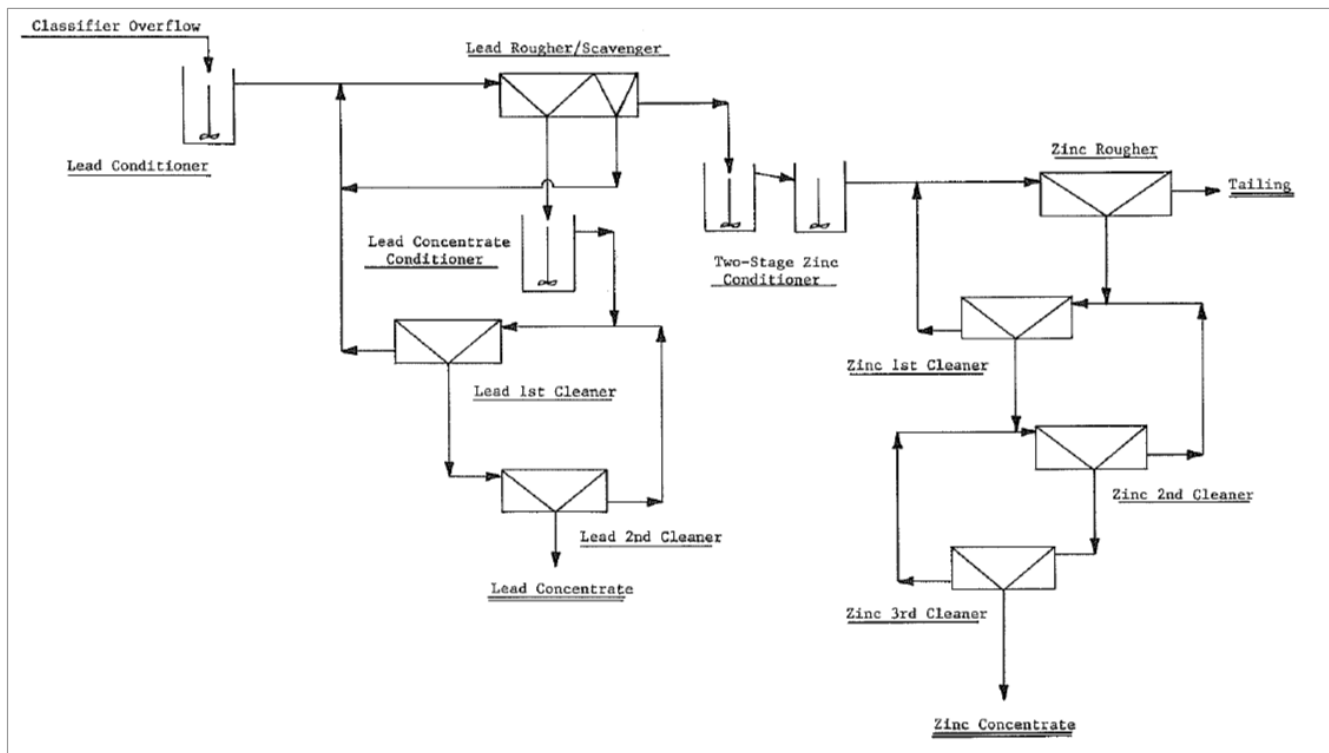 Classifier Overflow
Lead Rougher/Scavenger
Lead Conditioner
Zinc Rougher
Tailing
Lead Concentrate
Conditioner
Two-Stage Zinc
Conditioner
Zinc 1st Cleaner
Lead 1st Cleaner
Zinc 2nd Cleaner
Lead 2nd Cleaner
Lead Concentrate
Zinc 3rd Cleaner
Zinc Concentrate